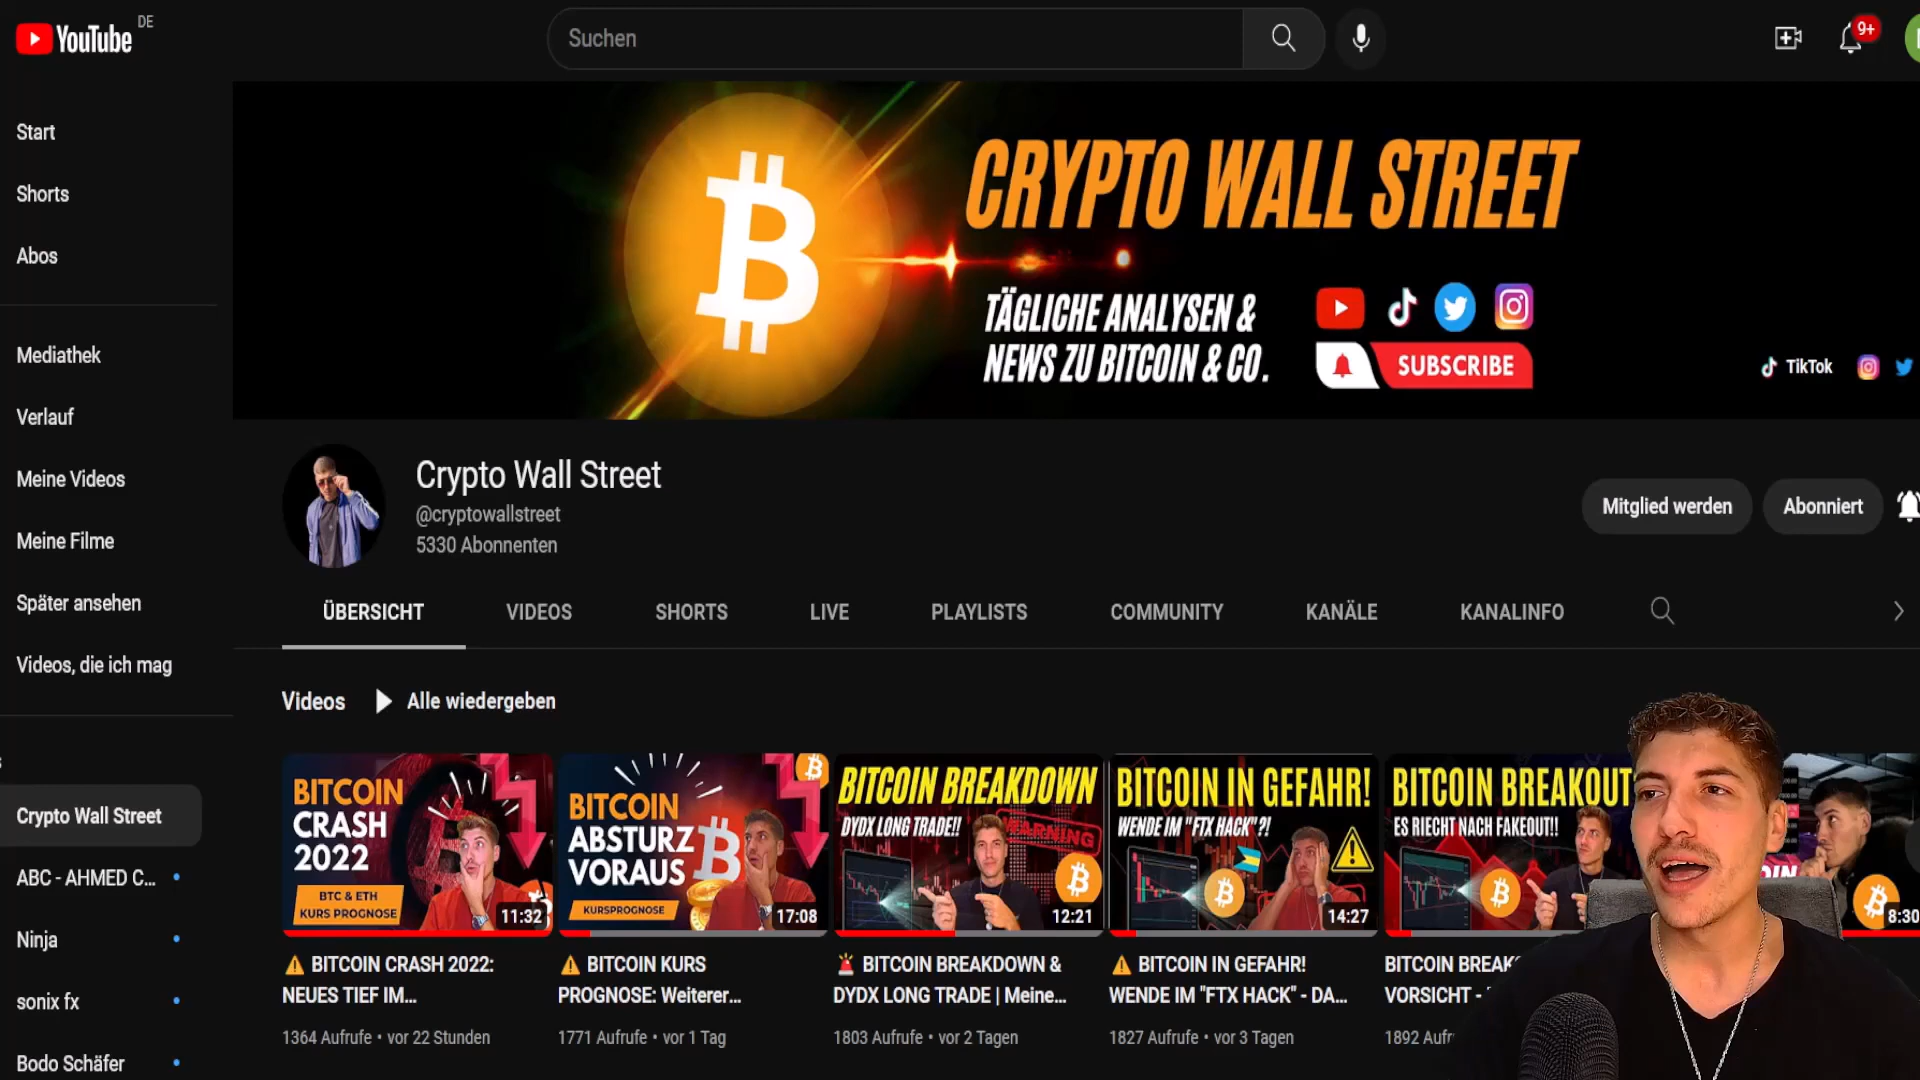 YouTube DE
Suchen
9+
Start
Shorts
Abos
Mediathek
Verlauf
Meine Videos
Meine Filme
Später ansehen
Videos, die ich mag
Crypto Wall Street
ABC - AHMED C...
Ninja
sonix fx
Bodo Schäfer
CRYPTO WALL STREET
TÄGLICHE ANALYSEN &
NEWS ZU BITCOIN & CO.
SUBSCRIBE
TikTok
Crypto Wall Street
@cryptowallstreet
5330 Abonnenten
Mitglied werden
Abonniert
ÜBERSICHT
VIDEOS
SHORTS
LIVE
PLAYLISTS
COMMUNITY
KANÄLE
KANALINFO
Videos
Alle wiedergeben
BITCOIN
CRASH
2022
BTC & ETH
KURS PROGNOSE
11:32
⚠️ BITCOIN CRASH 2022:
NEUES TIEF IM...
1364 Aufrufe • vor 22 Stunden
BITCOIN
ABSTURZ
VORAUS
KURSPROGNOSE
17:08
⚠️ BITCOIN KURS
PROGNOSE: Weiterer...
1771 Aufrufe • vor 1 Tag
BITCOIN BREAKDOWN
DYDX LONG TRADE!!
WARNING
12:21
🚨 BITCOIN BREAKDOWN &
DYDX LONG TRADE | Meine...
1803 Aufrufe • vor 2 Tagen
BITCOIN IN GEFAHR!
WENDE IM "FTX HACK"?!
14:27
⚠️ BITCOIN IN GEFAHR!
WENDE IM "FTX HACK" - DA...
1827 Aufrufe • vor 3 Tagen
BITCOIN BREAKOUT
ES RIECHT NACH FAKEOUT!!
BITCOIN BREAK
VORSICHT -
1892 Aufr
8:30